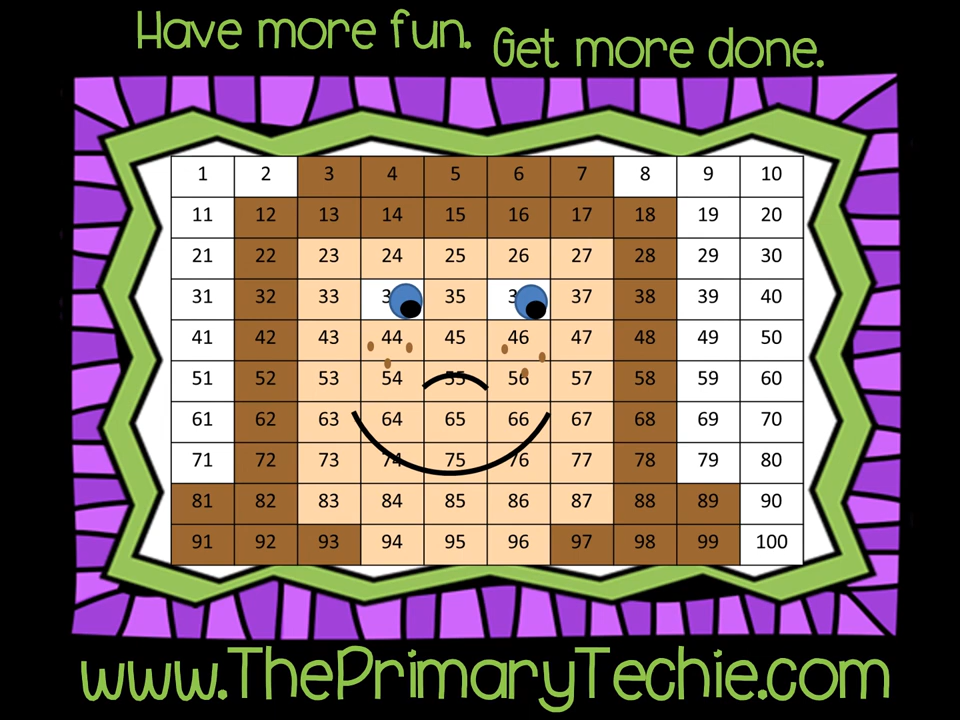 Have more fun. Get more done.
1 2 3 4 5 6 7 8 9 10
11 12 13 14 15 16 17 18 19 20
21 22 23 24 25 26 27 28 29 30
31 32 33 35 37 38 39 40
41 42 43 44 45 46 47 48 49 50
51 52 53 54 55 56 57 58 59 60
61 62 63 64 65 66 67 68 69 70
71 72 73 74 75 76 77 78 79 80
81 82 83 84 85 86 87 88 89 90
91 92 93 94 95 96 97 98 99 100
www.ThePrimaryTechie.com